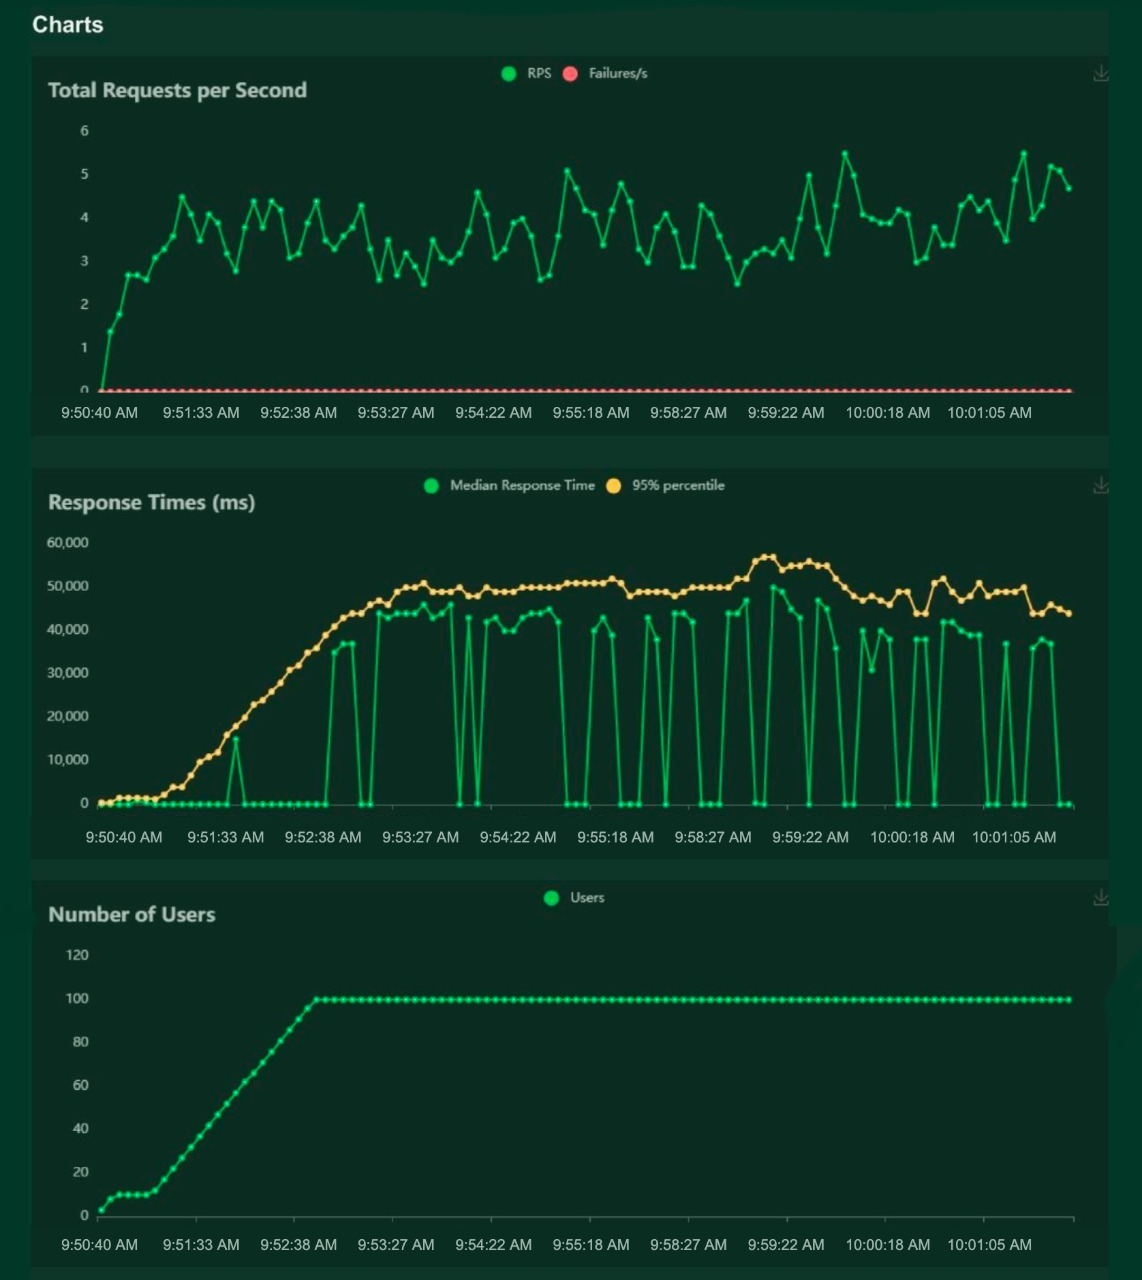 Charts
RPS Failures/s
Total Requests per Second
6
5
4
3
2
1
0
9:50:40 AM 9:51:33 AM 9:52:38 AM 9:53:27 AM 9:54:22 AM 9:55:18 AM 9:58:27 AM 9:59:22 AM 10:00:18 AM 10:01:05 AM
Median Response Time 95% percentile
Response Times (ms)
60,000
50,000
40,000
30,000
20,000
10,000
0
9:50:40 AM 9:51:33 AM 9:52:38 AM 9:53:27 AM 9:54:22 AM 9:55:18 AM 9:58:27 AM 9:59:22 AM 10:00:18 AM 10:01:05 AM
Users
Number of Users
120
100
80
60
40
20
0
9:50:40 AM 9:51:33 AM 9:52:38 AM 9:53:27 AM 9:54:22 AM 9:55:18 AM 9:58:27 AM 9:59:22 AM 10:00:18 AM 10:01:05 AM